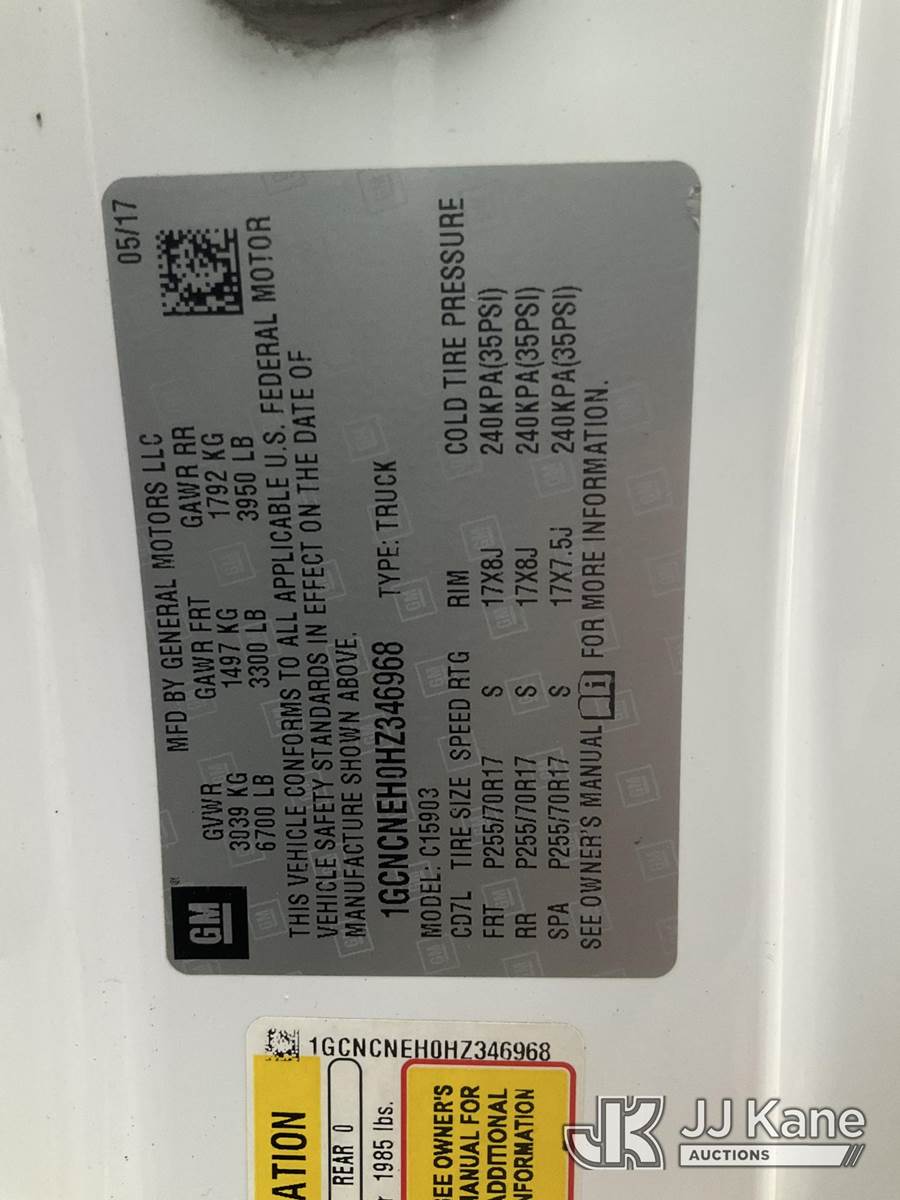 05/17
MFD BY GENERAL MOTORS LLC
GM
GVWR GAWR FRT GAWR RR
3039 KG 1497 KG 1792 KG
6700 LB 3300 LB 3950 LB
THIS VEHICLE CONFORMS TO ALL APPLICABLE U.S. FEDERAL MOTOR
VEHICLE SAFETY STANDARDS IN EFFECT ON THE DATE OF
MANUFACTURE SHOWN ABOVE.
1GCNCNEH0HZ346968 TYPE: TRUCK
MODEL: C15903
CD7L TIRE SIZE SPEED RTG RIM COLD TIRE PRESSURE
FRT P255/70R17 S 17X8J 240KPA(35PSI)
RR P255/70R17 S 17X8J 240KPA(35PSI)
SPA P255/70R17 S 17X7.5J 240KPA(35PSI)
SEE OWNER'S MANUAL i FOR MORE INFORMATION.
1GCNCNEH0HZ346968
ATION
REAR 0
1985 lbs.
EE OWNER'S
ANUAL FOR
ADDITIONAL
NFORMATION
JK JJ Kane
AUCTIONS